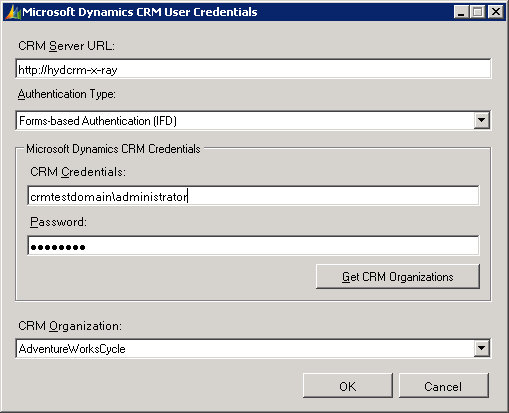 Microsoft Dynamics CRM User Credentials
CRM Server URL:
http://hydcrm-x-ray
Authentication Type:
Forms-based Authentication (IFD)
Microsoft Dynamics CRM Credentials
CRM Credentials:
crmtestdomain\administrator
Password:
●●●●●●●●
Get CRM Organizations
CRM Organization:
AdventureWorksCycle
OK Cancel